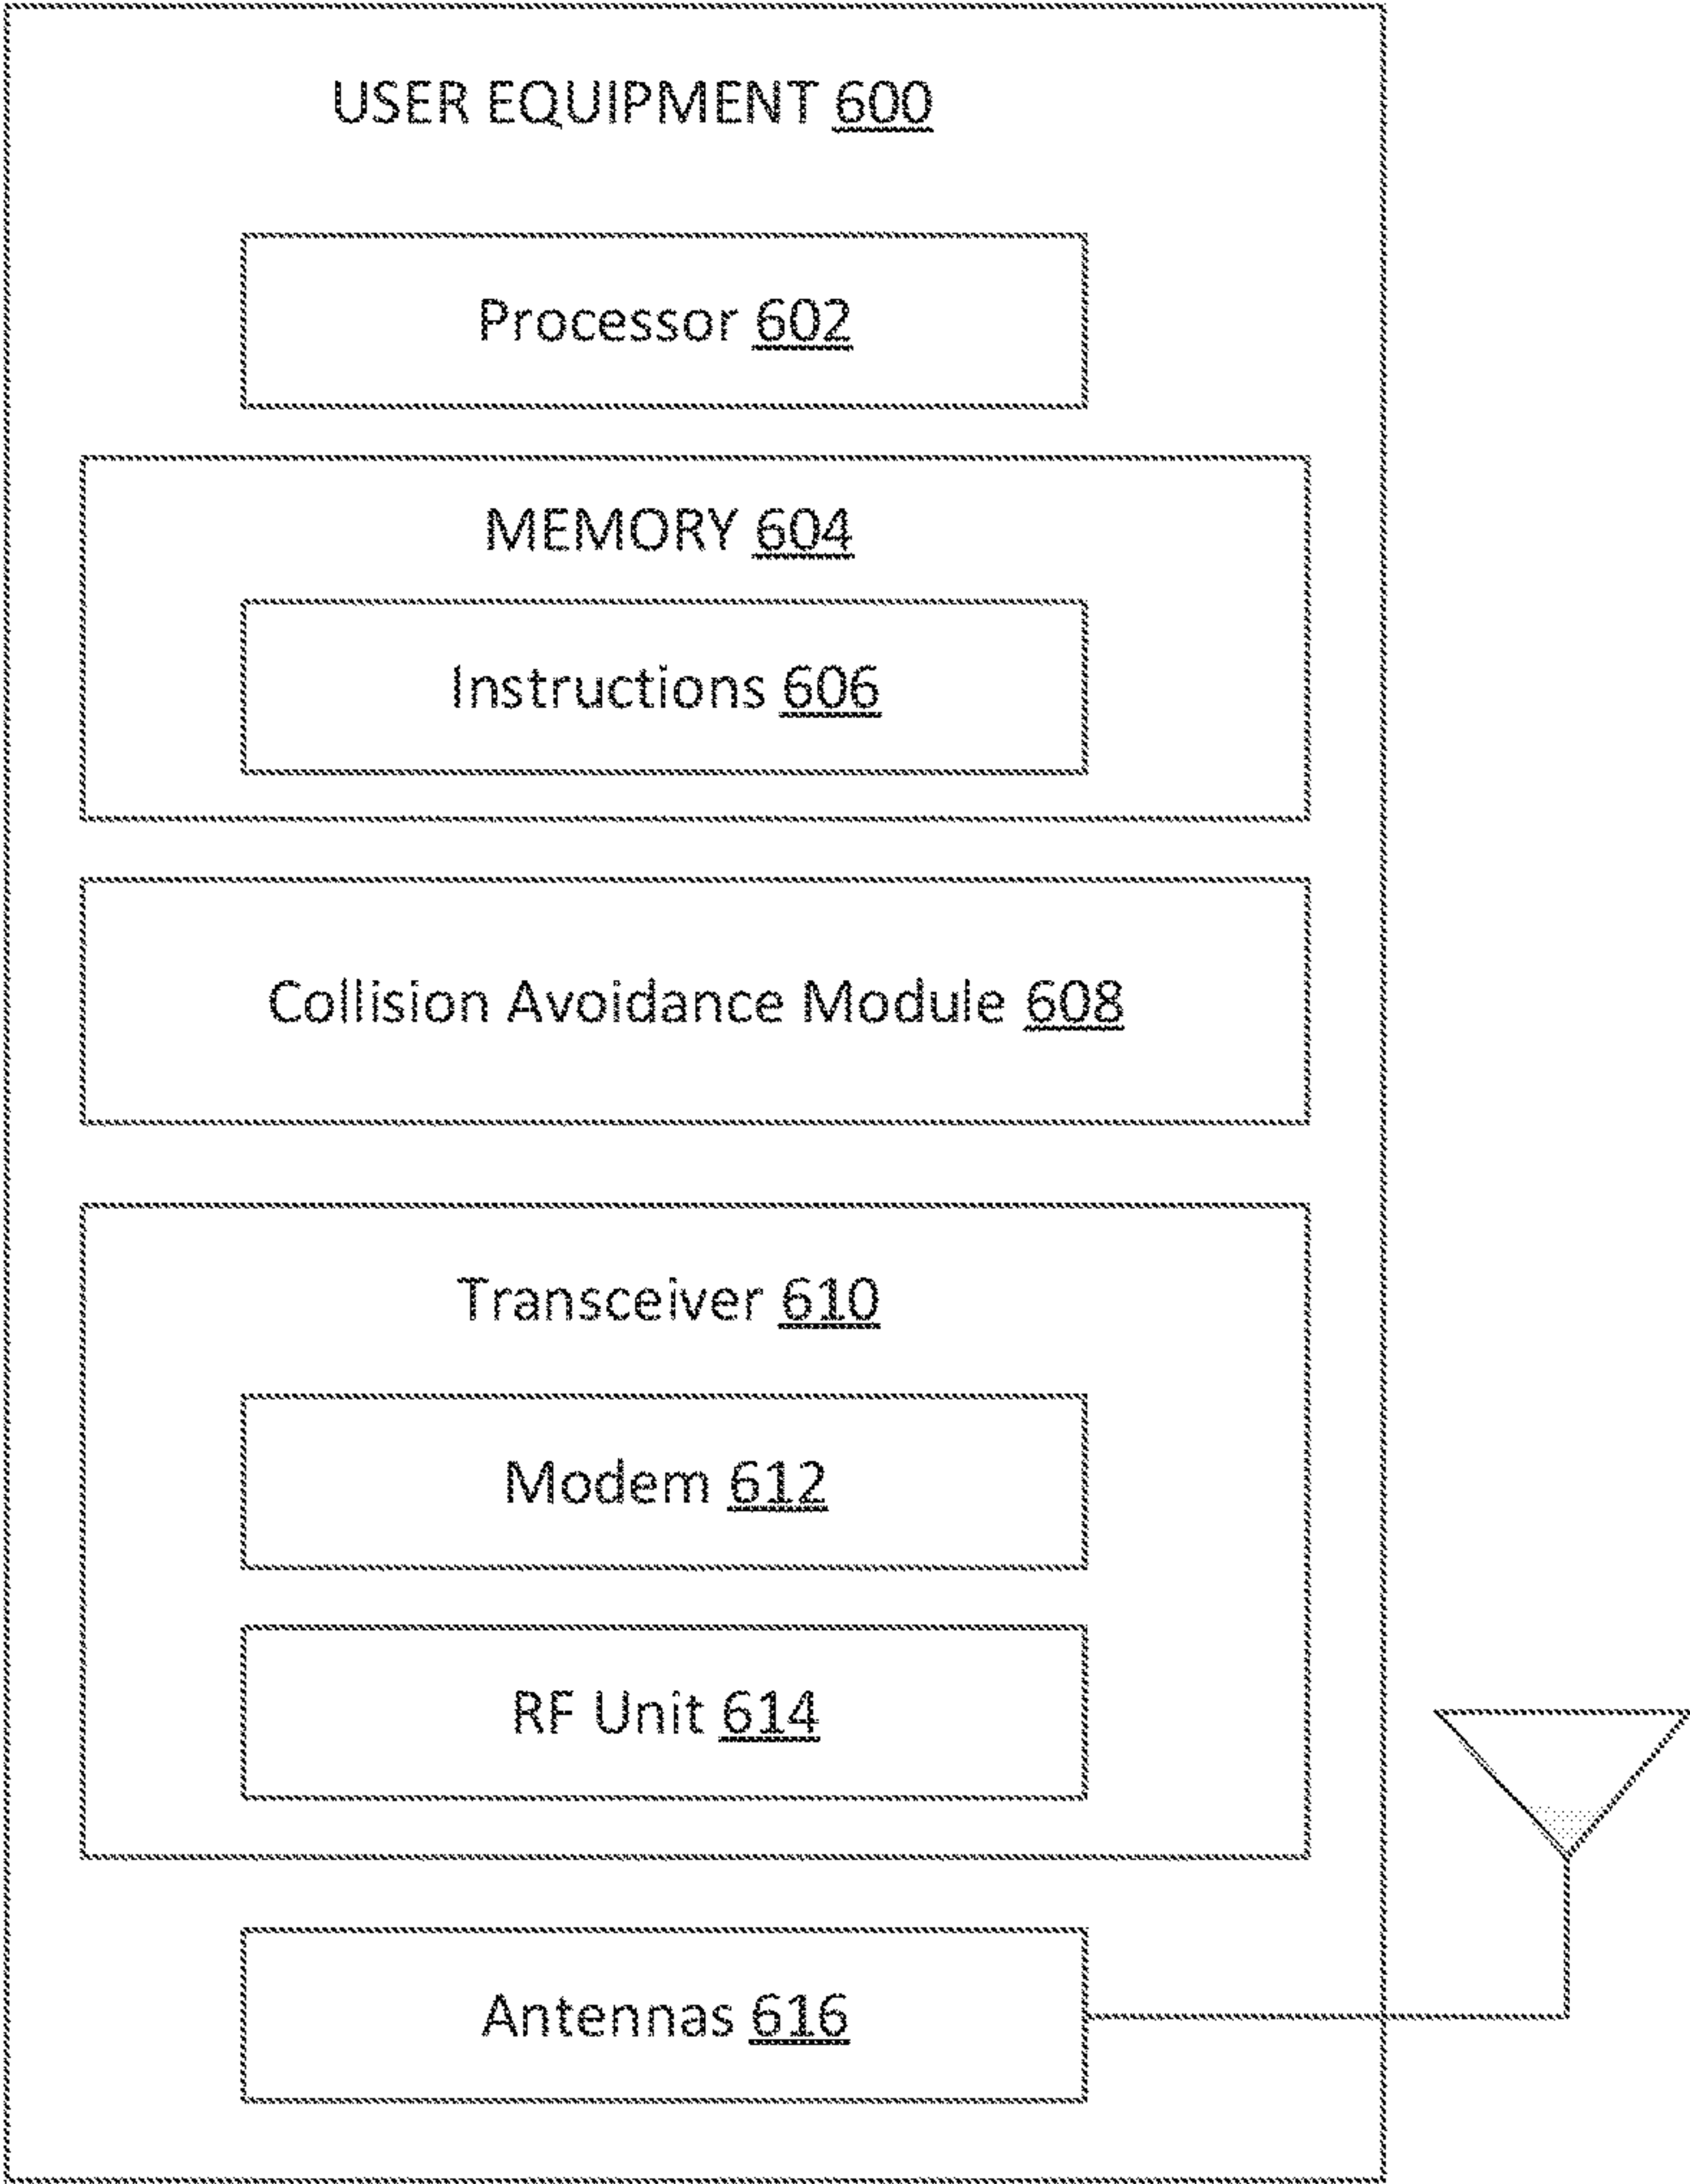 USER EQUIPMENT 600
Processor 602
MEMORY 604
Instructions 606
Collision Avoidance Module 608
Transceiver 610
Modem 612
RF Unit 614
Antennas 616